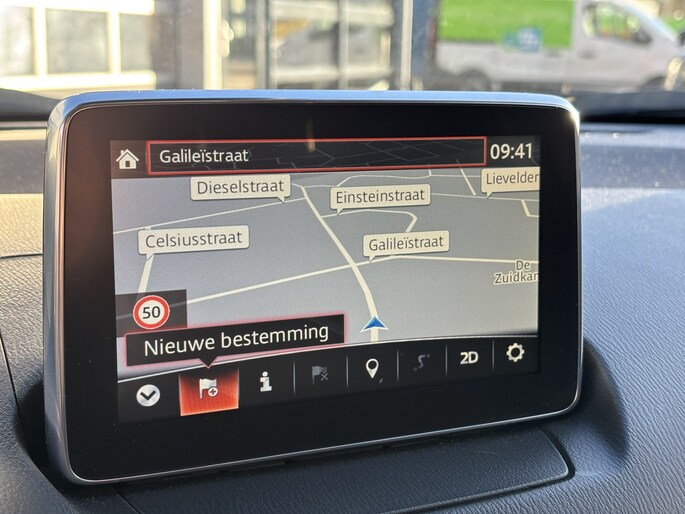 Galileïstraat
09:41
Dieselstraat
Einsteinstraat
Lievelder
Celsiusstraat
Galileïstraat
De
Zuidkan
50
Nieuwe bestemming
2D